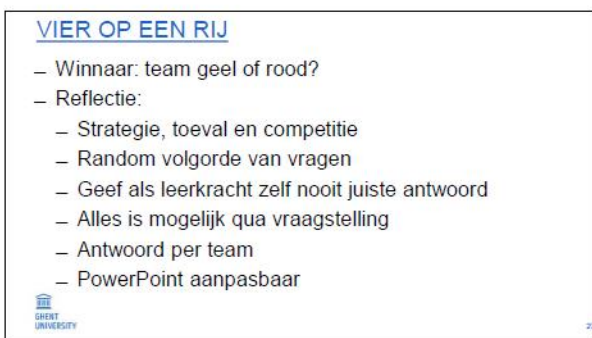 VIER OP EEN RIJ
– Winnaar: team geel of rood?
– Reflectie:
– Strategie, toeval en competitie
– Random volgorde van vragen
– Geef als leerkracht zelf nooit juiste antwoord
– Alles is mogelijk qua vraagstelling
– Antwoord per team
– PowerPoint aanpasbaar
GHENT
UNIVERSITY